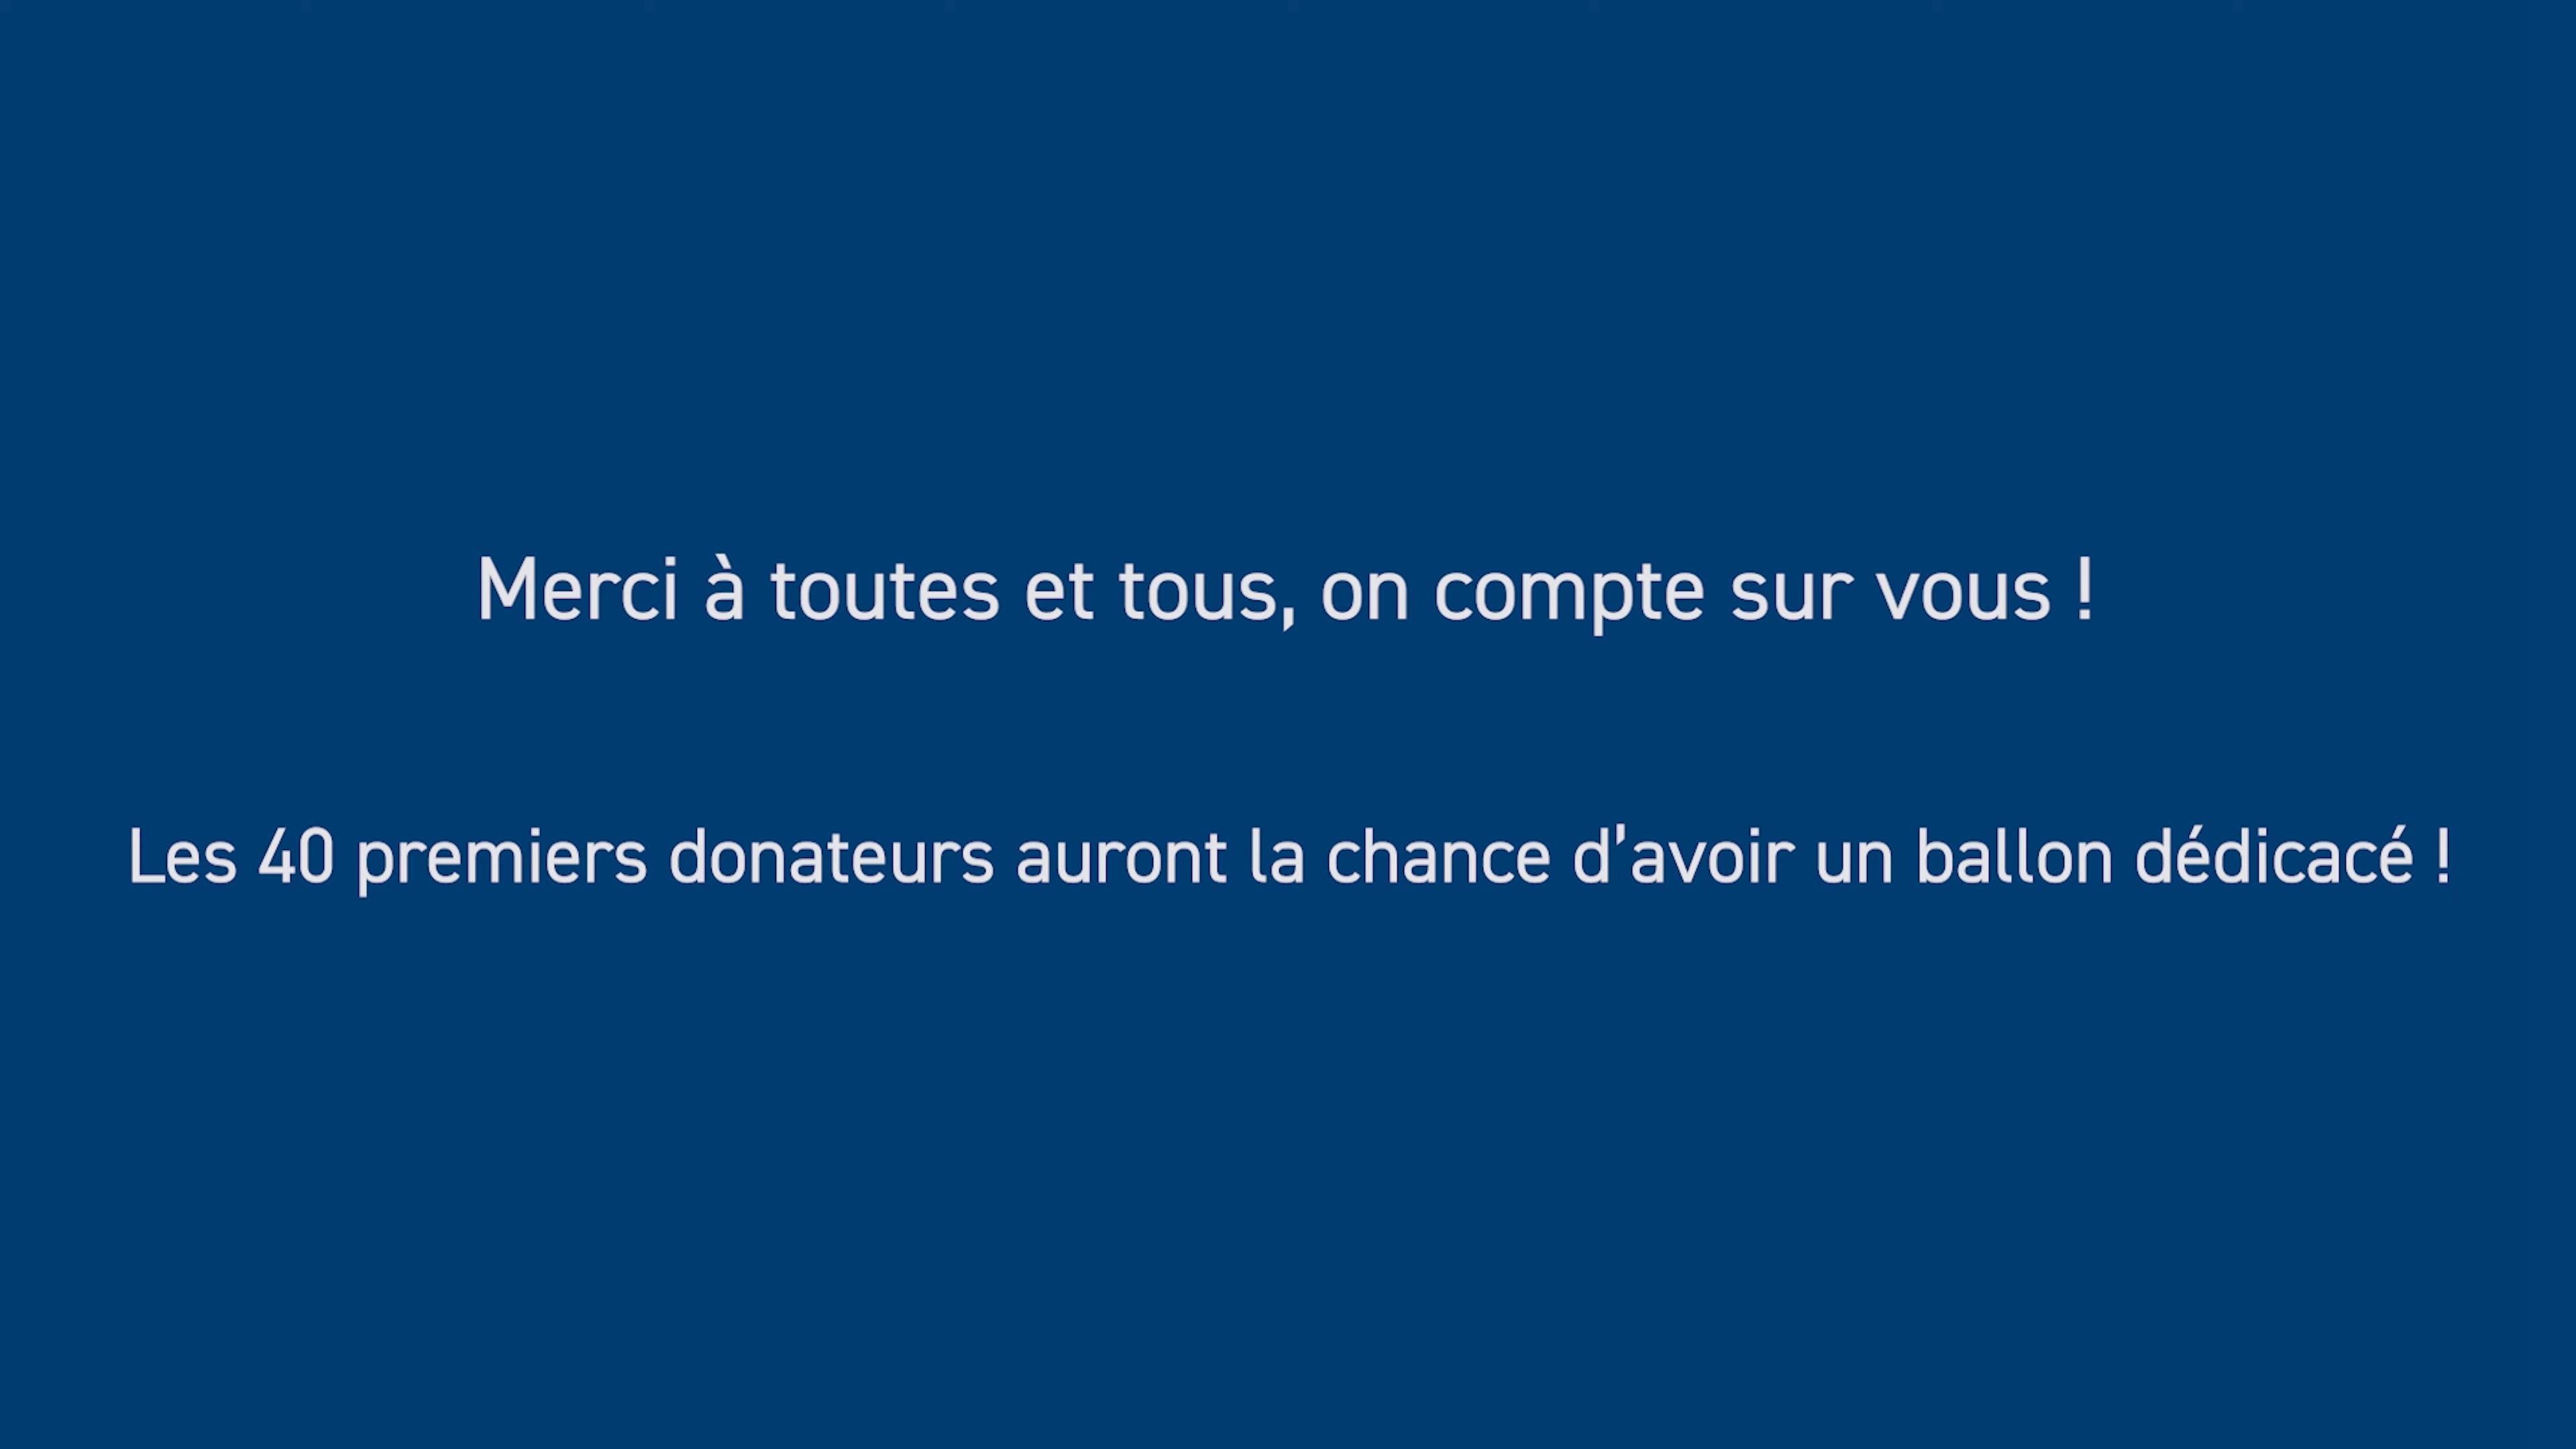 Merci à toutes et tous, on compte sur vous !
Les 40 premiers donateurs auront la chance d’avoir un ballon dédicacé !